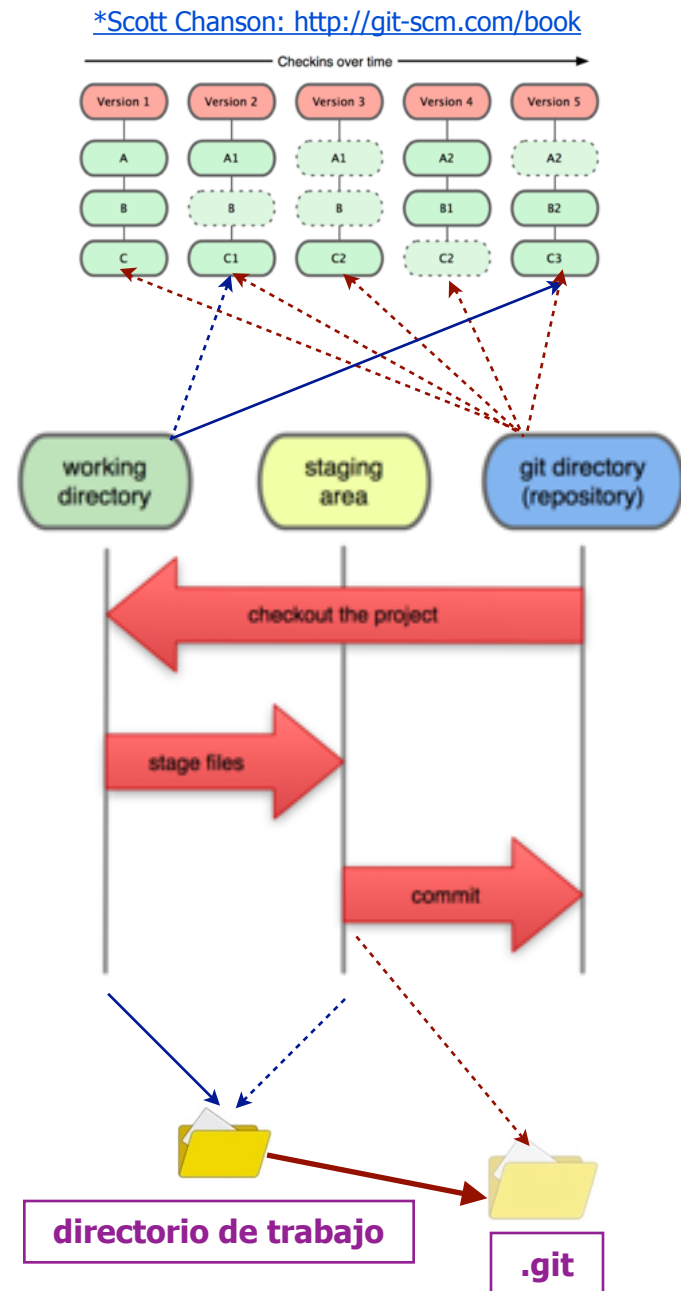 *Scott Chanson: http://git-scm.com/book
Checkins over time
Version 1 Version 2 Version 3 Version 4 Version 5
A A1 A1 A2 A2
B B B B1 B2
C C1 C2 C2 C3
working directory
staging area
git directory (repository)
checkout the project
stage files
commit
directorio de trabajo
.git